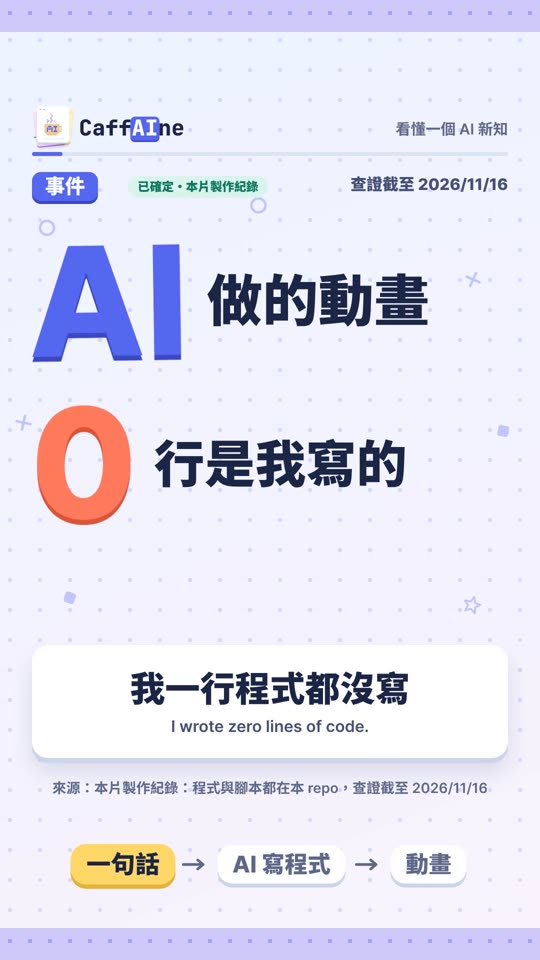 CaffAIne
看懂一個 AI 新知
事件
已確定・本片製作紀錄
查證截至 2026/11/16
AI 做的動畫
0 行是我寫的
我一行程式都沒寫
I wrote zero lines of code.
來源：本片製作紀錄：程式與腳本都在本 repo，查證截至 2026/11/16
一句話 → AI 寫程式 → 動畫